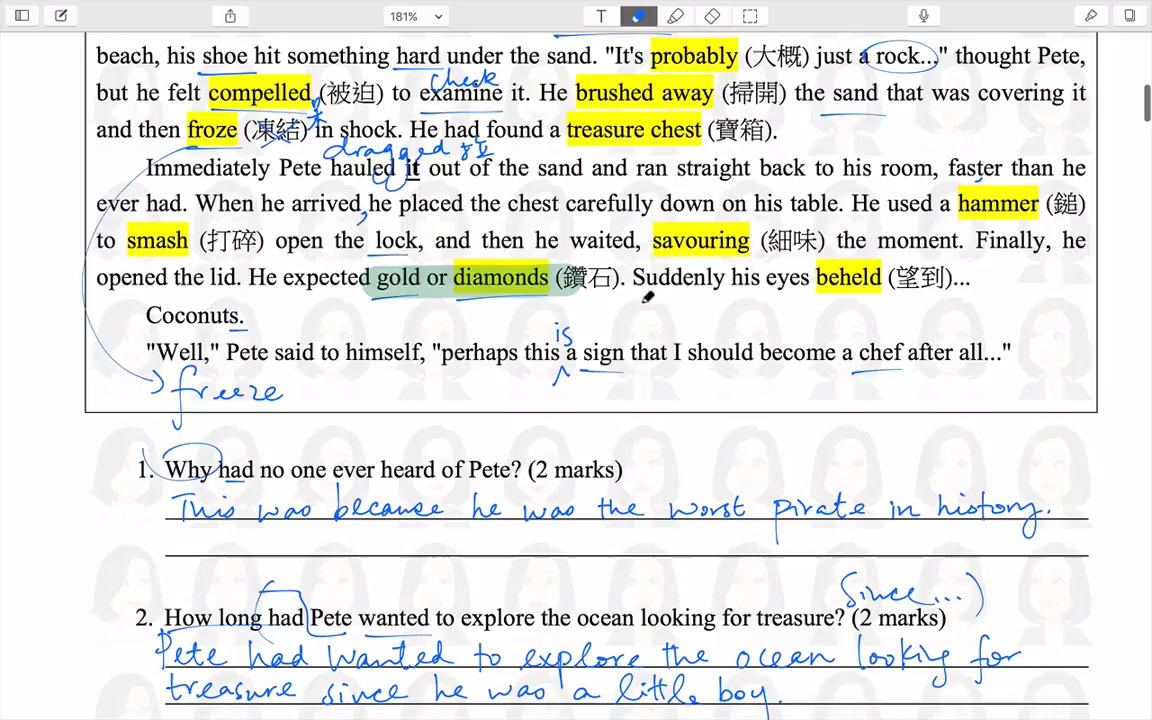 181%
beach, his shoe hit something hard under the sand. "It's probably (大概) just a rock..." thought Pete,
check
but he felt compelled (被迫) to examine it. He brushed away (掃開) the sand that was covering it
and then froze (凍結) in shock. He had found a treasure chest (寶箱).
dragged 拉
Immediately Pete hauled it out of the sand and ran straight back to his room, faster than he
ever had. When he arrived, he placed the chest carefully down on his table. He used a hammer (鎚)
to smash (打碎) open the lock, and then he waited, savouring (細味) the moment. Finally, he
opened the lid. He expected gold or diamonds (鑽石). Suddenly his eyes beheld (望到)...
Coconuts.
is
"Well," Pete said to himself, "perhaps this a sign that I should become a chef after all..."
freeze
1. Why had no one ever heard of Pete? (2 marks)
This was because he was the worst pirate in history.
Since...)
2. How long had Pete wanted to explore the ocean looking for treasure? (2 marks)
Pete had wanted to explore the ocean looking for
treasure since he was a little boy.